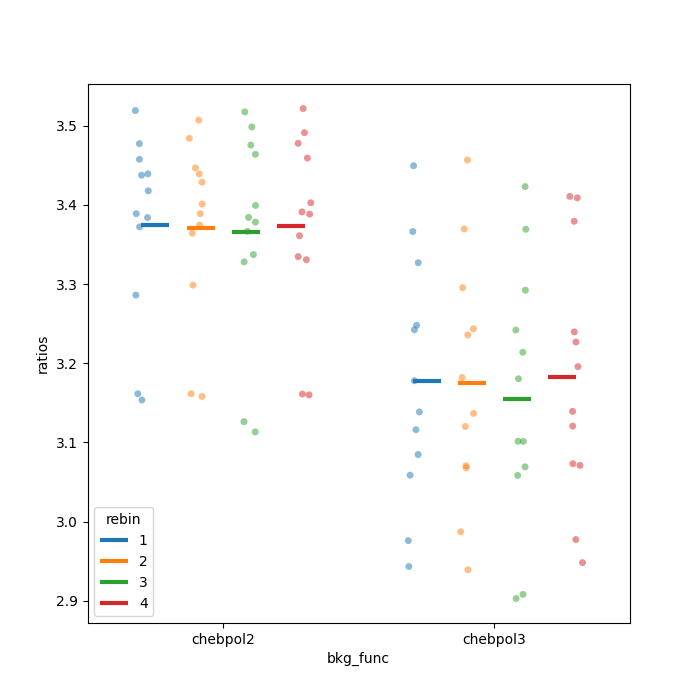 3.5
3.4
3.3
3.2
3.1
3.0
2.9
ratios
rebin
1
2
3
4
chebpol2 chebpol3
bkg_func